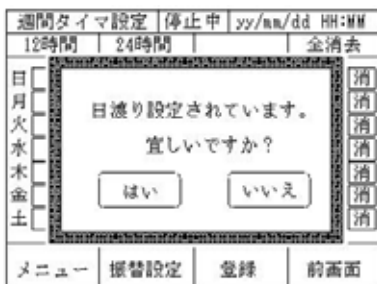 週間タイマ設定 停止中 yy/mm/dd HH:MM
12時間 24時間 全消去
日 消
月 消
火 消
水 消
木 消
金 消
土 消
日渡り設定されています。
宜しいですか？
はい いいえ
メニュー 振替設定 登録 前画面